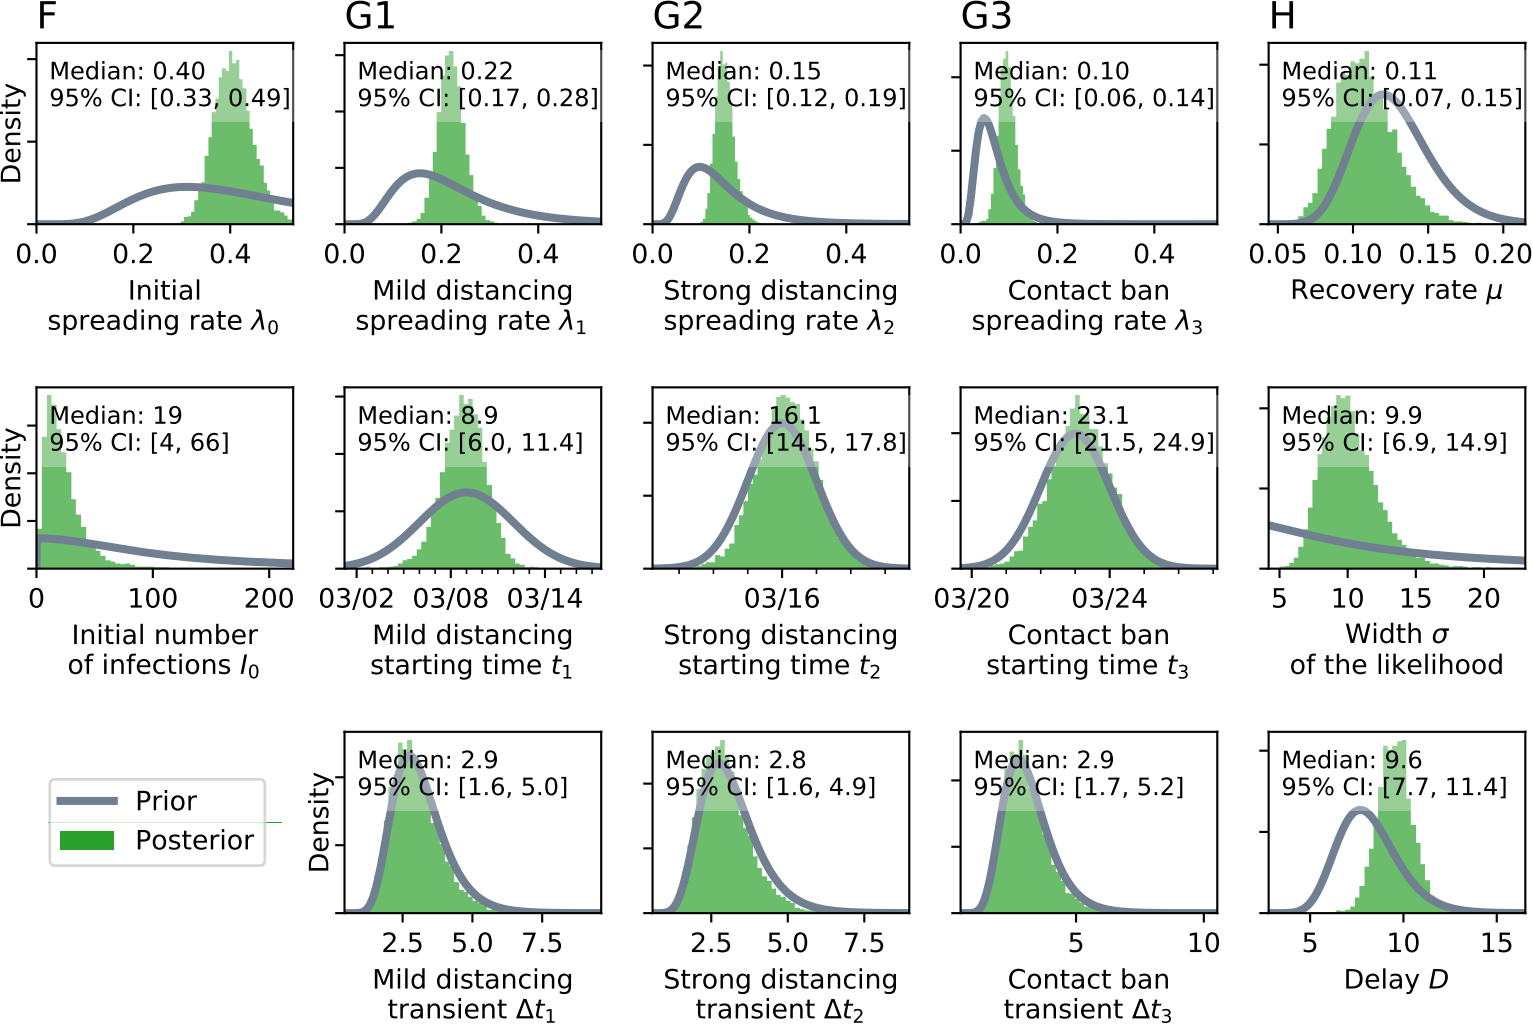 F
G1
G2
G3
H
Density
Median: 0.40
95% CI: [0.33, 0.49]
0.0 0.2 0.4
Initial
spreading rate λ0
Median: 0.22
95% CI: [0.17, 0.28]
0.0 0.2 0.4
Mild distancing
spreading rate λ1
Median: 0.15
95% CI: [0.12, 0.19]
0.0 0.2 0.4
Strong distancing
spreading rate λ2
Median: 0.10
95% CI: [0.06, 0.14]
0.0 0.2 0.4
Contact ban
spreading rate λ3
Median: 0.11
95% CI: [0.07, 0.15]
0.05 0.10 0.15 0.20
Recovery rate μ
Density
Median: 19
95% CI: [4, 66]
0 100 200
Initial number
of infections I0
Median: 8.9
95% CI: [6.0, 11.4]
03/02 03/08 03/14
Mild distancing
starting time t1
Median: 16.1
95% CI: [14.5, 17.8]
03/16
Strong distancing
starting time t2
Median: 23.1
95% CI: [21.5, 24.9]
03/20 03/24
Contact ban
starting time t3
Median: 9.9
95% CI: [6.9, 14.9]
5 10 15 20
Width σ
of the likelihood
Prior
Posterior
Density
Median: 2.9
95% CI: [1.6, 5.0]
2.5 5.0 7.5
Mild distancing
transient Δt1
Median: 2.8
95% CI: [1.6, 4.9]
2.5 5.0 7.5
Strong distancing
transient Δt2
Median: 2.9
95% CI: [1.7, 5.2]
5 10
Contact ban
transient Δt3
Median: 9.6
95% CI: [7.7, 11.4]
5 10 15
Delay D